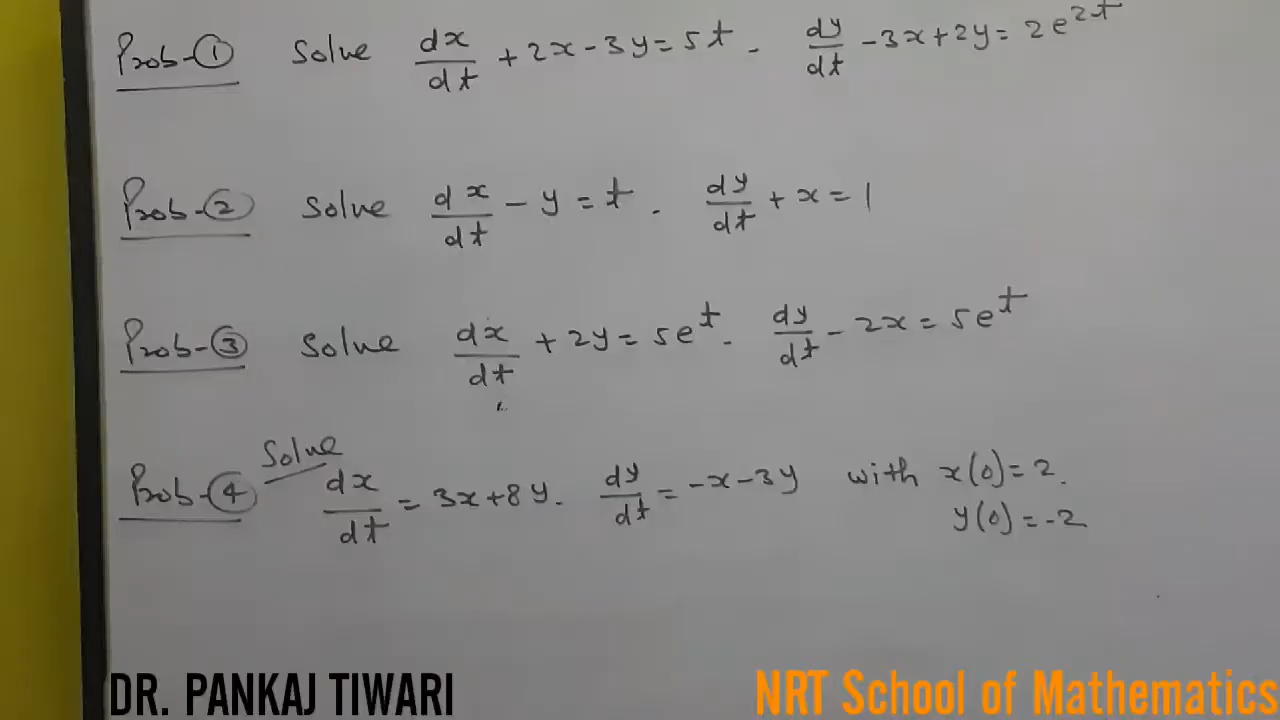 Prob-① Solve dx/dt + 2x - 3y = 5t. dy/dt - 3x + 2y = 2e^2t
Prob-② Solve dx/dt - y = t. dy/dt + x = 1
Prob-③ Solve dx/dt + 2y = 5e^t. dy/dt - 2x = 5e^t
Prob-④ Solve dx/dt = 3x + 8y. dy/dt = -x - 3y with x(0) = 2.
y(0) = -2
DR. PANKAJ TIWARI
NRT School of Mathematics